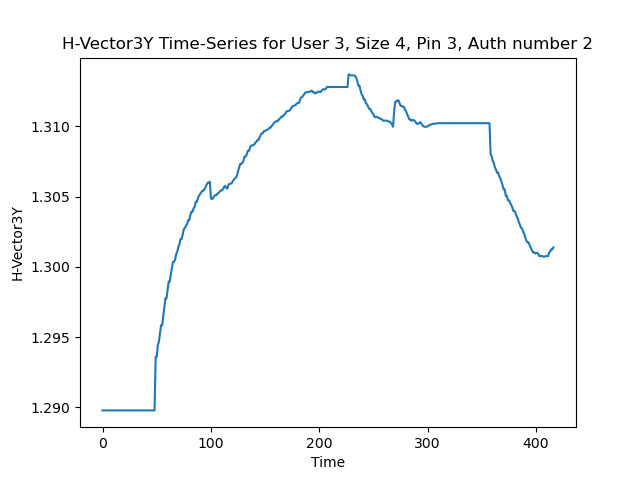 H-Vector3Y Time-Series for User 3, Size 4, Pin 3, Auth number 2
H-Vector3Y
1.310
1.305
1.300
1.295
1.290
0 100 200 300 400
Time